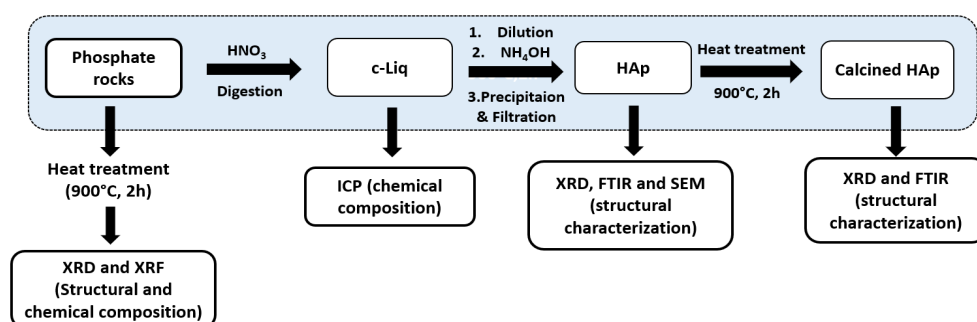 Phosphate
rocks
HNO₃
Digestion
c-Liq
1. Dilution
2. NH₄OH
3.Precipitaion
& Filtration
HAp
Heat treatment
900°C, 2h
Calcined HAp
Heat treatment
(900°C, 2h)
XRD and XRF
(Structural and
chemical composition)
ICP (chemical
composition)
XRD, FTIR and SEM
(structural
characterization)
XRD and FTIR
(structural
characterization)